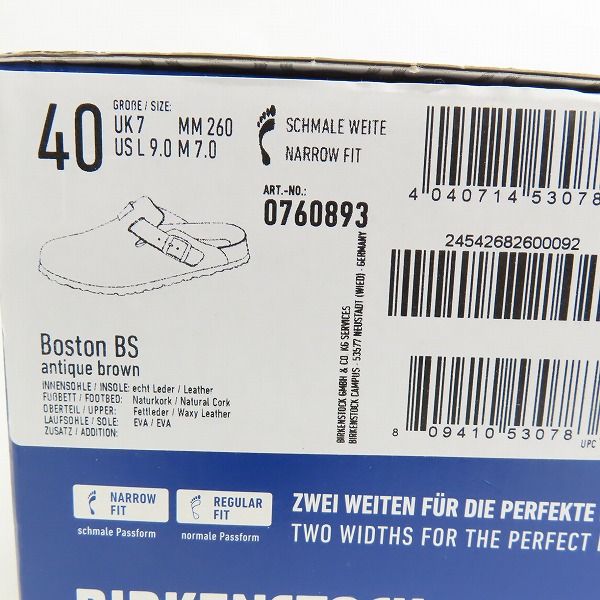 40
GROßE / SIZE:
UK 7 MM 260
US L 9.0 M 7.0
SCHMALE WEITE
NARROW FIT
ART.-NO.:
0760893
4 040714 53078
24542682600092
8 09410 53078
UPC
BIRKENSTOCK GMBH & CO. KG SERVICES
BIRKENSTOCK CAMPUS · 53577 NEUSTADT (WIED) · GERMANY
Boston BS
antique brown
INNENSOHLE / INSOLE: echt Leder / Leather
FUßBETT / FOOTBED: Naturkork / Natural Cork
OBERTEIL / UPPER: Fettleder / Waxy Leather
LAUFSOHLE / SOLE: EVA / EVA
ZUSATZ / ADDITION:
NARROW FIT
schmale Passform
REGULAR FIT
normale Passform
ZWEI WEITEN FÜR DIE PERFEKTE
TWO WIDTHS FOR THE PERFECT
BIRKENSTOCK